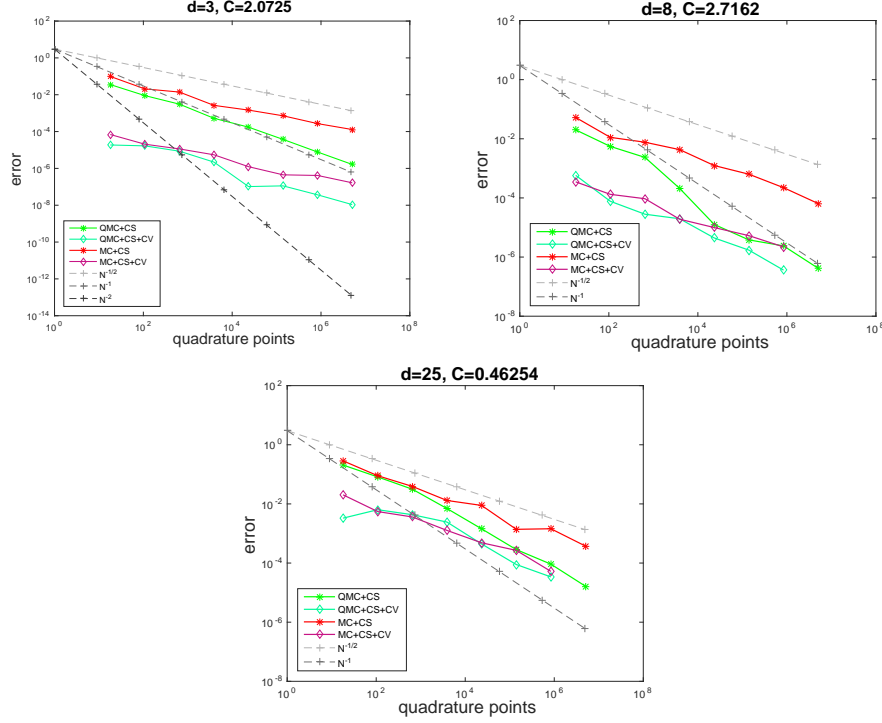 d=3, C=2.0725
error
10^2
10^0
10^-2
10^-4
10^-6
10^-8
10^-10
10^-12
10^-14
QMC+CS
QMC+CS+CV
MC+CS
MC+CS+CV
N^-1/2
N^-1
N^-2
10^0
10^2
10^4
10^6
10^8
quadrature points
d=8, C=2.7162
error
10^2
10^0
10^-2
10^-4
10^-6
10^-8
QMC+CS
QMC+CS+CV
MC+CS
MC+CS+CV
N^-1/2
N^-1
10^0
10^2
10^4
10^6
10^8
quadrature points
d=25, C=0.46254
error
10^2
10^0
10^-2
10^-4
10^-6
10^-8
QMC+CS
QMC+CS+CV
MC+CS
MC+CS+CV
N^-1/2
N^-1
10^0
10^2
10^4
10^6
10^8
quadrature points